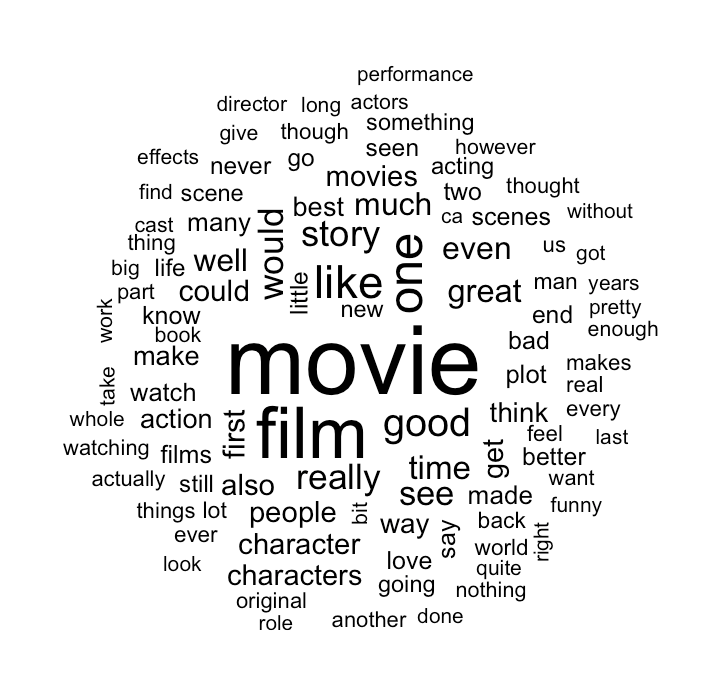 performance
director long actors
give though something
effects never go seen however
movies acting
find scene best much two thought
cast many would story ca scenes without
thing well one even us got
big life could little like great man years
part new
work know end pretty
book movie bad enough
make plot makes
take watch real
whole action first film good think every
watching films feel last
actually still also really time get better
things lot people bit see made want
ever way say back funny
look character love world right
characters going quite
original nothing
role another done